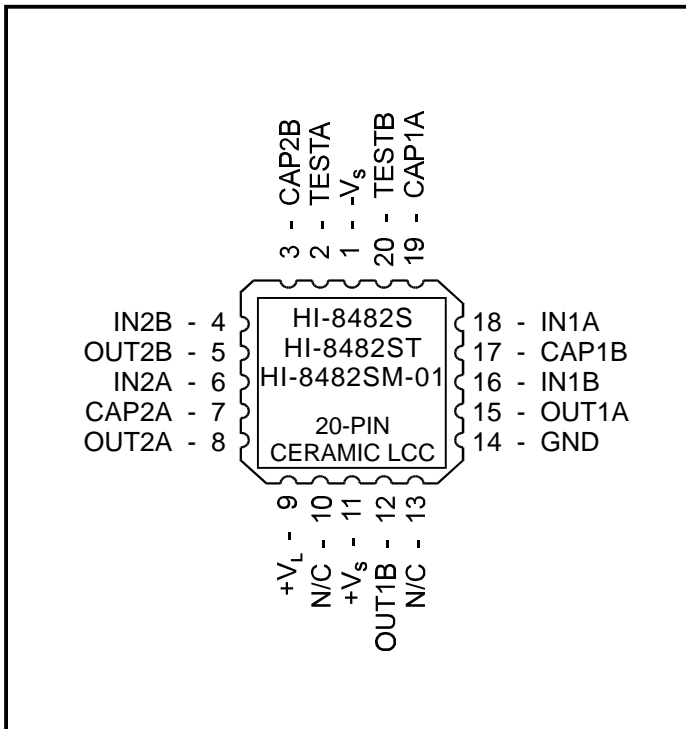 3 - CAP2B
2 - TESTA
1 - -VS
20 - TESTB
19 - CAP1A
IN2B - 4
OUT2B - 5
IN2A - 6
CAP2A - 7
OUT2A - 8
HI-8482S
HI-8482ST
HI-8482SM-01
20-PIN
CERAMIC LCC
18 - IN1A
17 - CAP1B
16 - IN1B
15 - OUT1A
14 - GND
+VL - 9
N/C - 10
+VS - 11
OUT1B - 12
N/C - 13